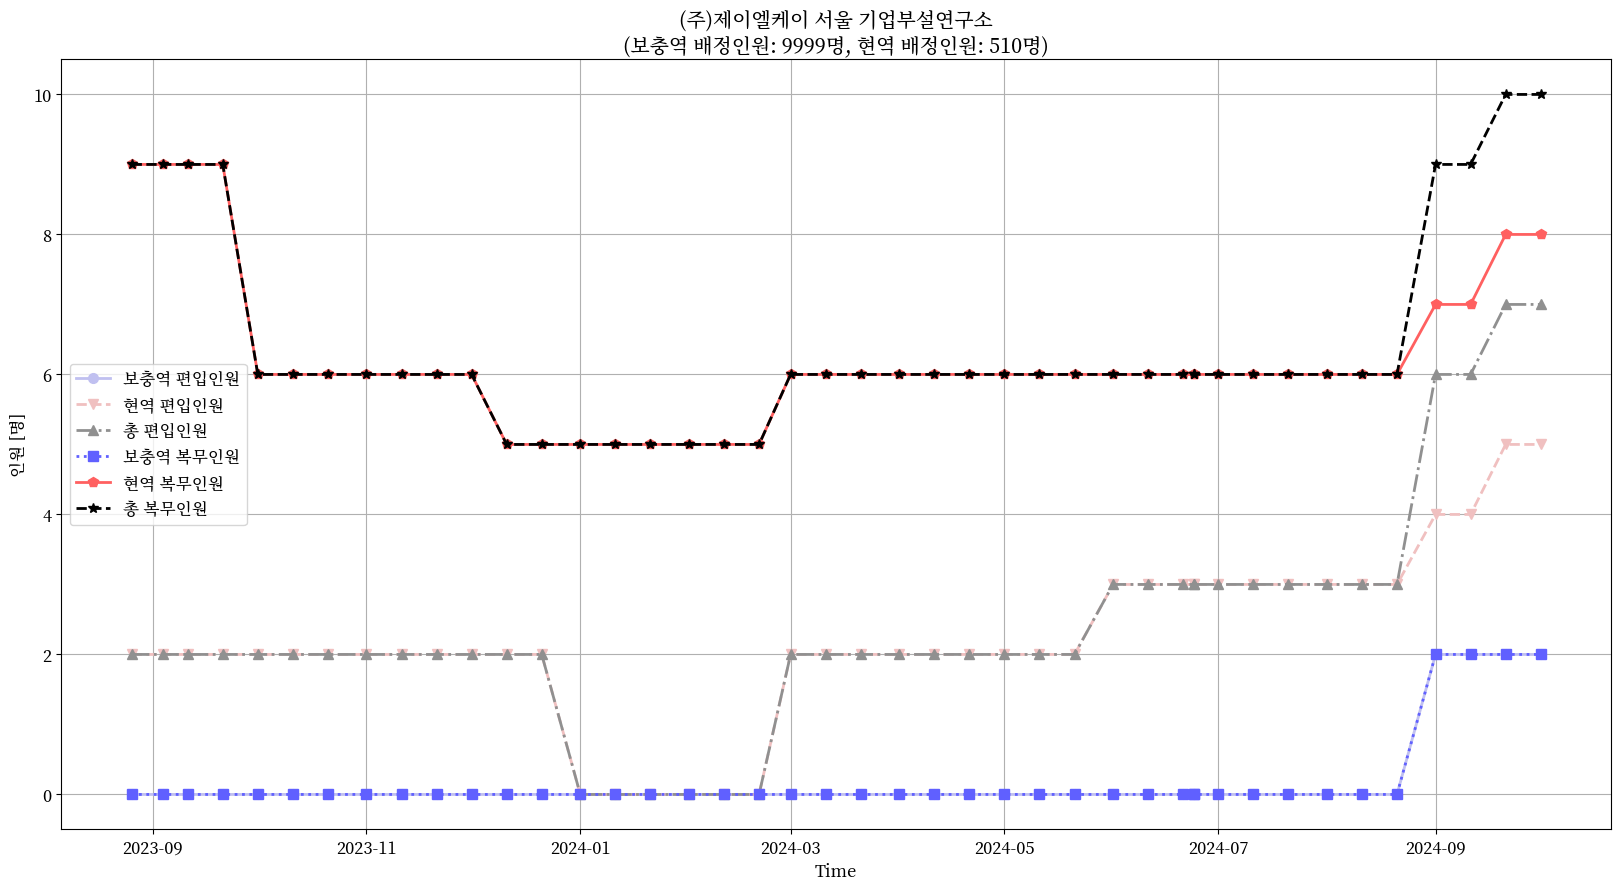 (주)제이엘케이 서울 기업부설연구소
(보충역 배정인원: 9999명, 현역 배정인원: 510명)
10
8
6
4
2
0
인원 [명]
보충역 편입인원
현역 편입인원
총 편입인원
보충역 복무인원
현역 복무인원
총 복무인원
2023-09 2023-11 2024-01 2024-03 2024-05 2024-07 2024-09
Time